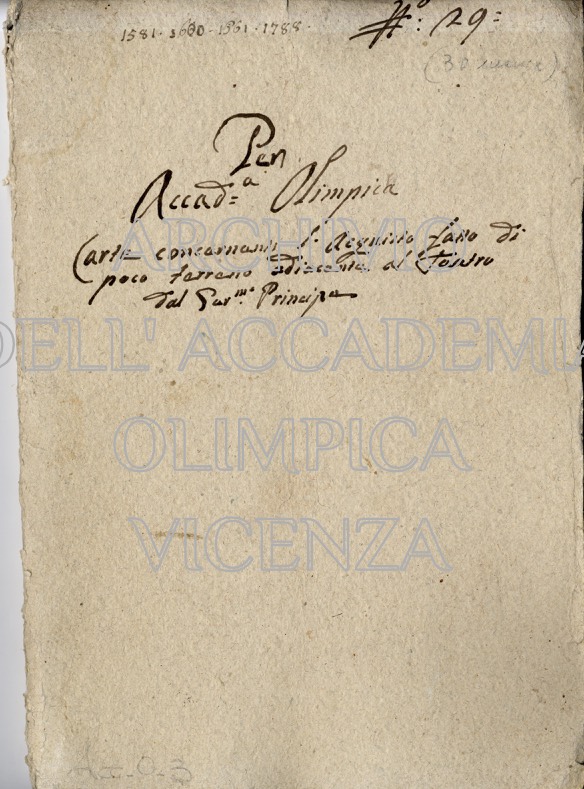 N.º 29=
1581 · 1600 · 1561 · 1788 ·
(30 nuova)
Per
Accad.ª Olimpica
Carte concernenti l'Acquisto fatto di
poco terreno adiacente al Teatro
dal Ser.mo Principe
ARCHIVIO
DELL' ACCADEMIA
OLIMPICA
VICENZA